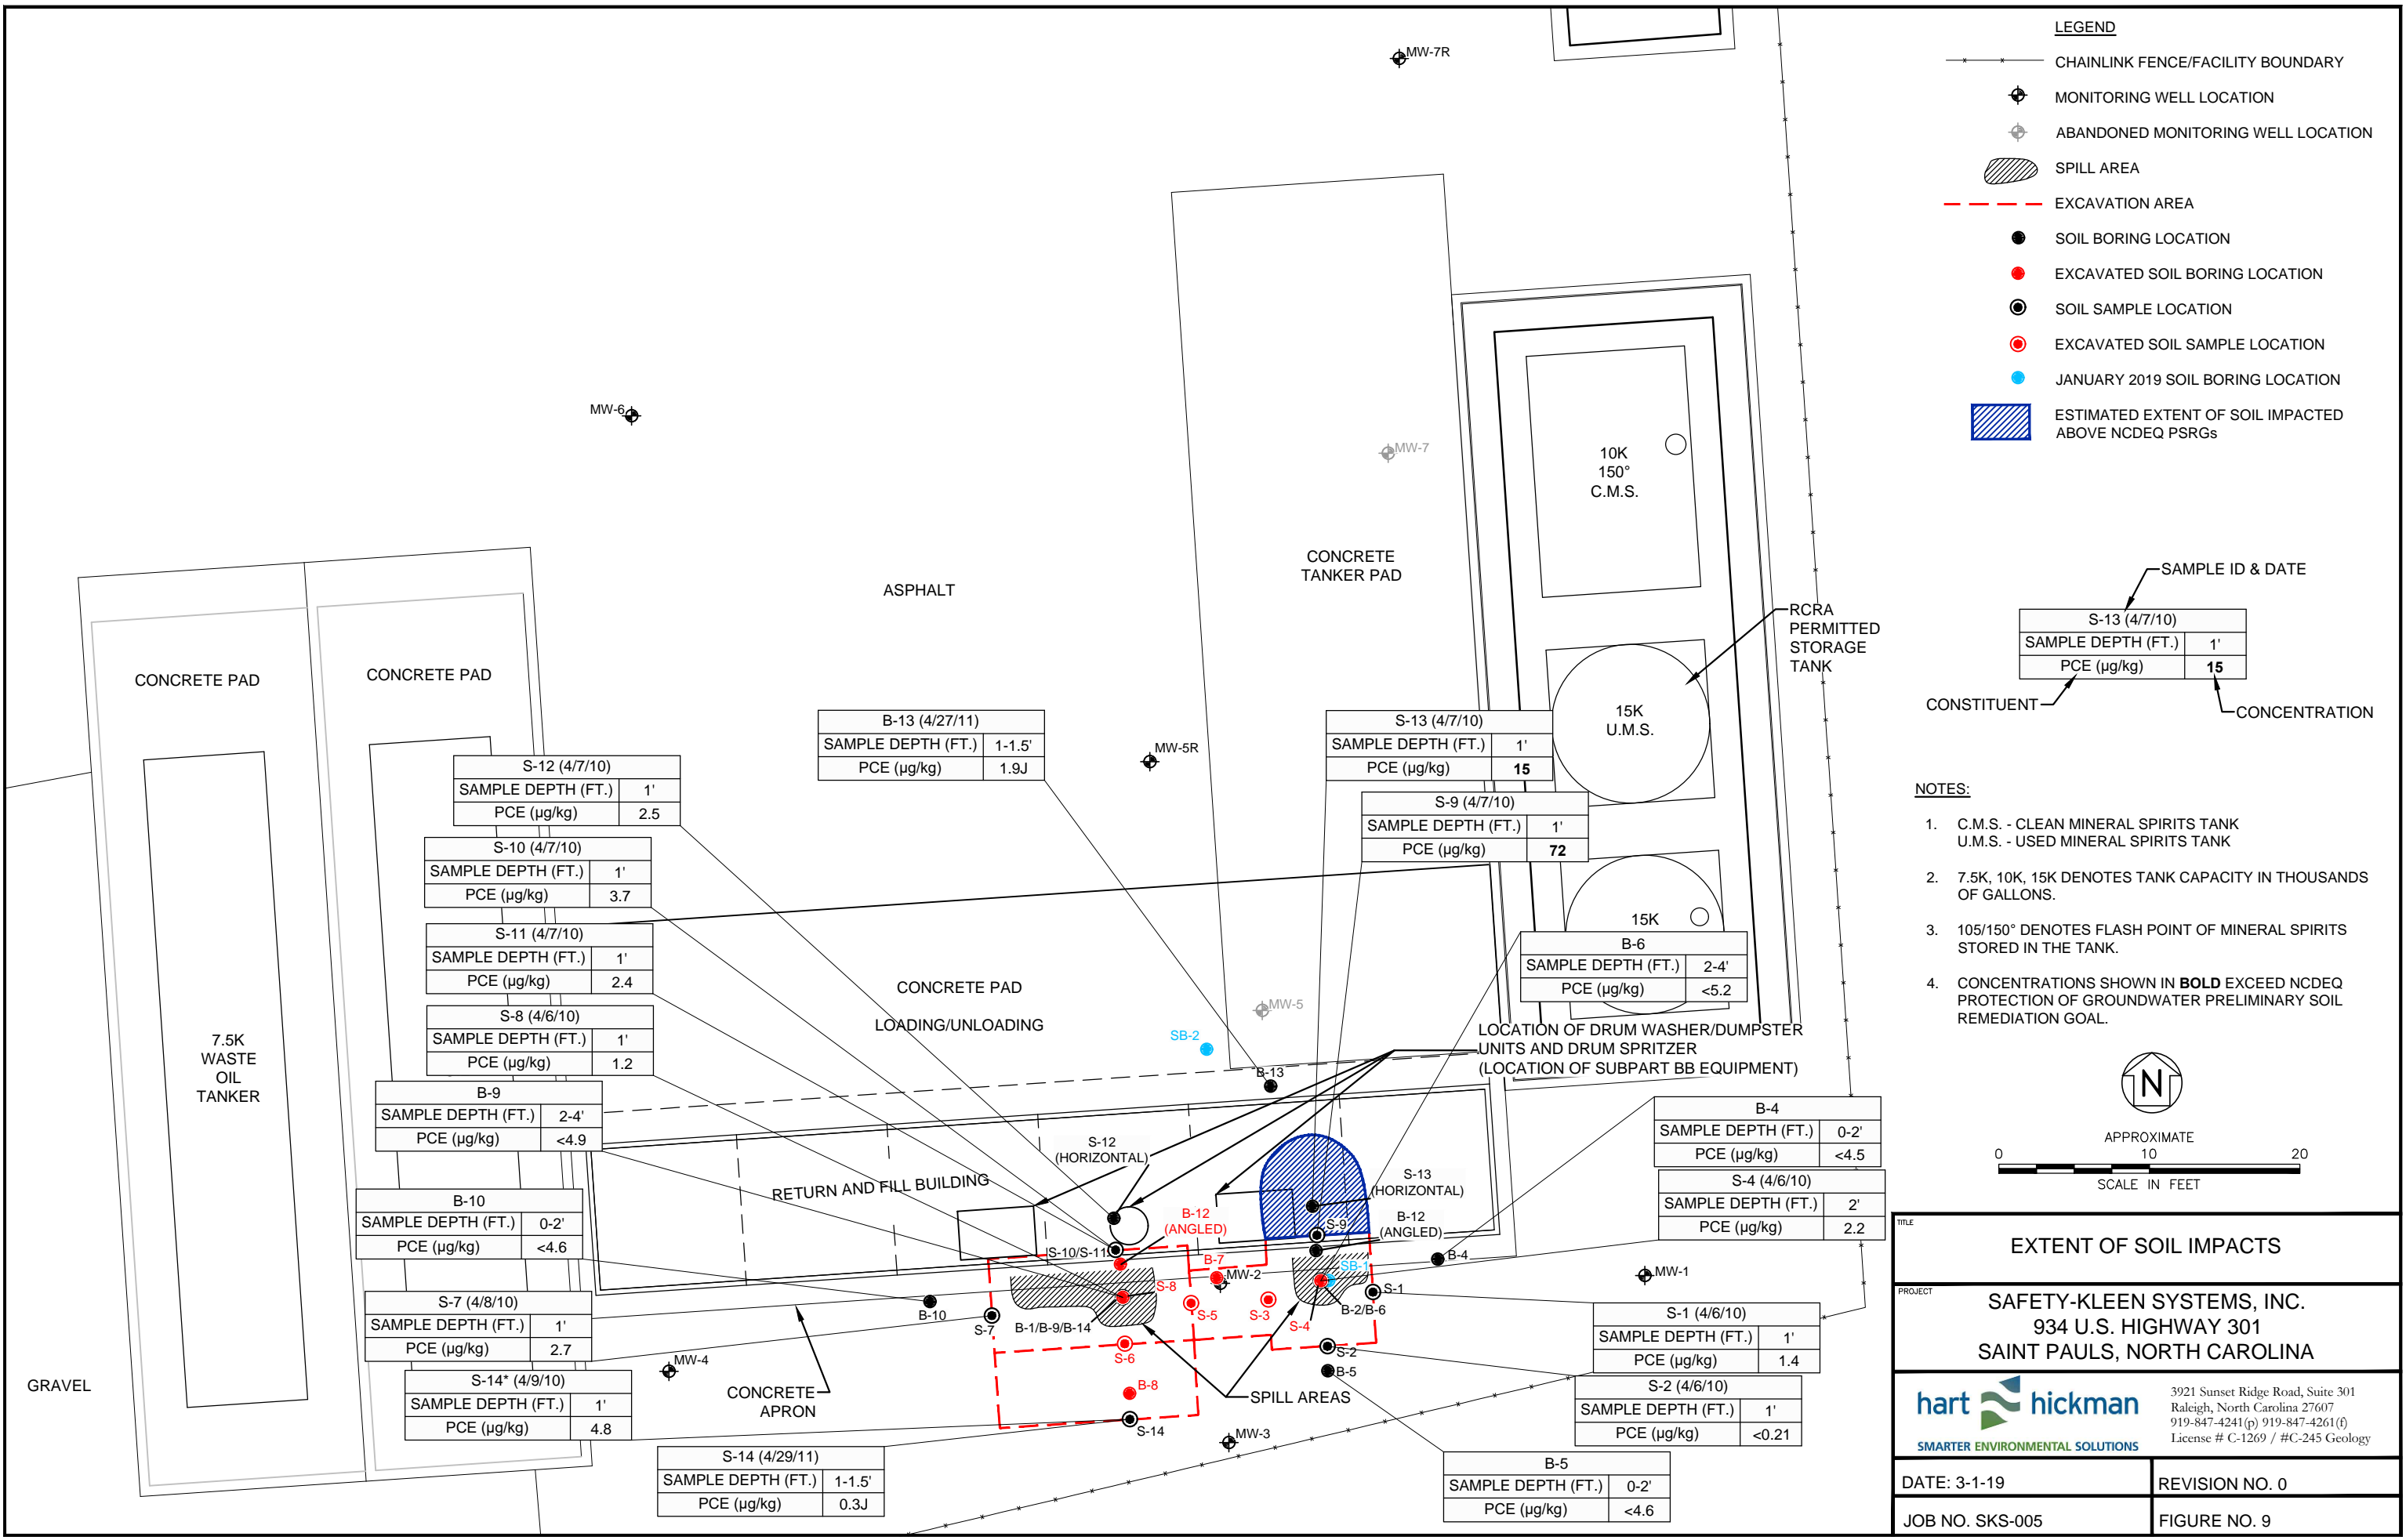 LEGEND
CHAINLINK FENCE/FACILITY BOUNDARY
MONITORING WELL LOCATION
ABANDONED MONITORING WELL LOCATION
SPILL AREA
EXCAVATION AREA
SOIL BORING LOCATION
EXCAVATED SOIL BORING LOCATION
SOIL SAMPLE LOCATION
EXCAVATED SOIL SAMPLE LOCATION
JANUARY 2019 SOIL BORING LOCATION
ESTIMATED EXTENT OF SOIL IMPACTED
ABOVE NCDEQ PSRGs
SAMPLE ID & DATE
S-13 (4/7/10)
SAMPLE DEPTH (FT.) 1'
PCE (µg/kg) 15
CONSTITUENT
CONCENTRATION
NOTES:
1. C.M.S. - CLEAN MINERAL SPIRITS TANK
U.M.S. - USED MINERAL SPIRITS TANK
2. 7.5K, 10K, 15K DENOTES TANK CAPACITY IN THOUSANDS
OF GALLONS.
3. 105/150° DENOTES FLASH POINT OF MINERAL SPIRITS
STORED IN THE TANK.
4. CONCENTRATIONS SHOWN IN BOLD EXCEED NCDEQ
PROTECTION OF GROUNDWATER PRELIMINARY SOIL
REMEDIATION GOAL.
N
APPROXIMATE
0 10 20
SCALE IN FEET
MW-7R
MW-6
MW-7
10K
150°
C.M.S.
CONCRETE
TANKER PAD
ASPHALT
RCRA
PERMITTED
STORAGE
TANK
CONCRETE PAD
CONCRETE PAD
15K
U.M.S.
MW-5R
B-13 (4/27/11)
SAMPLE DEPTH (FT.) 1-1.5'
PCE (µg/kg) 1.9J
S-13 (4/7/10)
SAMPLE DEPTH (FT.) 1'
PCE (µg/kg) 15
S-12 (4/7/10)
SAMPLE DEPTH (FT.) 1'
PCE (µg/kg) 2.5
S-9 (4/7/10)
SAMPLE DEPTH (FT.) 1'
PCE (µg/kg) 72
S-10 (4/7/10)
SAMPLE DEPTH (FT.) 1'
PCE (µg/kg) 3.7
15K
B-6
SAMPLE DEPTH (FT.) 2-4'
PCE (µg/kg) <5.2
S-11 (4/7/10)
SAMPLE DEPTH (FT.) 1'
PCE (µg/kg) 2.4
CONCRETE PAD
LOADING/UNLOADING
MW-5
SB-2
S-8 (4/6/10)
SAMPLE DEPTH (FT.) 1'
PCE (µg/kg) 1.2
LOCATION OF DRUM WASHER/DUMPSTER
UNITS AND DRUM SPRITZER
(LOCATION OF SUBPART BB EQUIPMENT)
7.5K
WASTE
OIL
TANKER
B-13
B-9
SAMPLE DEPTH (FT.) 2-4'
PCE (µg/kg) <4.9
B-4
SAMPLE DEPTH (FT.) 0-2'
PCE (µg/kg) <4.5
S-12
(HORIZONTAL)
S-13
(HORIZONTAL)
RETURN AND FILL BUILDING
S-4 (4/6/10)
SAMPLE DEPTH (FT.) 2'
PCE (µg/kg) 2.2
B-10
SAMPLE DEPTH (FT.) 0-2'
PCE (µg/kg) <4.6
B-12
(ANGLED)
B-12
(ANGLED)
S-9
S-10/S-11
B-7
B-4
SB-1
MW-2
MW-1
S-8
S-1
B-10
S-7
B-1/B-9/B-14
S-5
S-3
S-4
B-2/B-6
S-7 (4/8/10)
SAMPLE DEPTH (FT.) 1'
PCE (µg/kg) 2.7
S-1 (4/6/10)
SAMPLE DEPTH (FT.) 1'
PCE (µg/kg) 1.4
S-6
S-2
MW-4
B-5
S-14* (4/9/10)
SAMPLE DEPTH (FT.) 1'
PCE (µg/kg) 4.8
GRAVEL
CONCRETE
APRON
B-8
SPILL AREAS
S-2 (4/6/10)
SAMPLE DEPTH (FT.) 1'
PCE (µg/kg) <0.21
S-14
MW-3
S-14 (4/29/11)
SAMPLE DEPTH (FT.) 1-1.5'
PCE (µg/kg) 0.3J
B-5
SAMPLE DEPTH (FT.) 0-2'
PCE (µg/kg) <4.6
TITLE
EXTENT OF SOIL IMPACTS
PROJECT
SAFETY-KLEEN SYSTEMS, INC.
934 U.S. HIGHWAY 301
SAINT PAULS, NORTH CAROLINA
hart hickman
SMARTER ENVIRONMENTAL SOLUTIONS
3921 Sunset Ridge Road, Suite 301
Raleigh, North Carolina 27607
919-847-4241(p) 919-847-4261(f)
License # C-1269 / #C-245 Geology
DATE: 3-1-19
REVISION NO. 0
JOB NO. SKS-005
FIGURE NO. 9